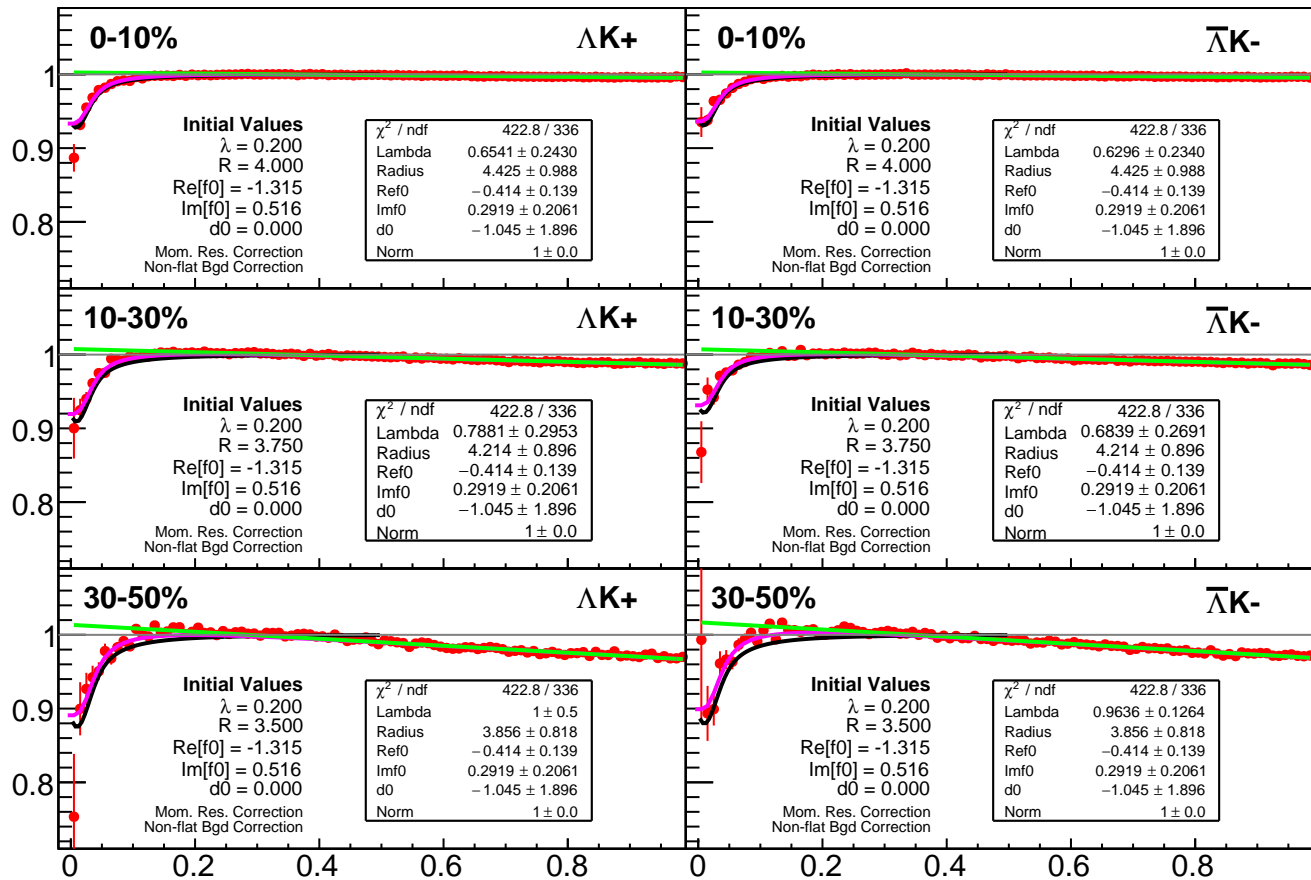 0-10%
ΛK+
1
0.9
0.8
Initial Values
λ = 0.200
R = 4.000
Re[f0] = -1.315
Im[f0] = 0.516
d0 = 0.000
Mom. Res. Correction
Non-flat Bgd Correction
χ² / ndf 422.8 / 336
Lambda 0.6541 ± 0.2430
Radius 4.425 ± 0.988
Ref0 −0.414 ± 0.139
Imf0 0.2919 ± 0.2061
d0 −1.045 ± 1.896
Norm 1 ± 0.0
0-10%
Λ̅K-
Initial Values
λ = 0.200
R = 4.000
Re[f0] = -1.315
Im[f0] = 0.516
d0 = 0.000
Mom. Res. Correction
Non-flat Bgd Correction
χ² / ndf 422.8 / 336
Lambda 0.6296 ± 0.2340
Radius 4.425 ± 0.988
Ref0 −0.414 ± 0.139
Imf0 0.2919 ± 0.2061
d0 −1.045 ± 1.896
Norm 1 ± 0.0
10-30%
ΛK+
1
0.9
0.8
Initial Values
λ = 0.200
R = 3.750
Re[f0] = -1.315
Im[f0] = 0.516
d0 = 0.000
Mom. Res. Correction
Non-flat Bgd Correction
χ² / ndf 422.8 / 336
Lambda 0.7881 ± 0.2953
Radius 4.214 ± 0.896
Ref0 −0.414 ± 0.139
Imf0 0.2919 ± 0.2061
d0 −1.045 ± 1.896
Norm 1 ± 0.0
10-30%
Λ̅K-
Initial Values
λ = 0.200
R = 3.750
Re[f0] = -1.315
Im[f0] = 0.516
d0 = 0.000
Mom. Res. Correction
Non-flat Bgd Correction
χ² / ndf 422.8 / 336
Lambda 0.6839 ± 0.2691
Radius 4.214 ± 0.896
Ref0 −0.414 ± 0.139
Imf0 0.2919 ± 0.2061
d0 −1.045 ± 1.896
Norm 1 ± 0.0
30-50%
ΛK+
1
0.9
0.8
Initial Values
λ = 0.200
R = 3.500
Re[f0] = -1.315
Im[f0] = 0.516
d0 = 0.000
Mom. Res. Correction
Non-flat Bgd Correction
χ² / ndf 422.8 / 336
Lambda 1 ± 0.5
Radius 3.856 ± 0.818
Ref0 −0.414 ± 0.139
Imf0 0.2919 ± 0.2061
d0 −1.045 ± 1.896
Norm 1 ± 0.0
30-50%
Λ̅K-
Initial Values
λ = 0.200
R = 3.500
Re[f0] = -1.315
Im[f0] = 0.516
d0 = 0.000
Mom. Res. Correction
Non-flat Bgd Correction
χ² / ndf 422.8 / 336
Lambda 0.9636 ± 0.1264
Radius 3.856 ± 0.818
Ref0 −0.414 ± 0.139
Imf0 0.2919 ± 0.2061
d0 −1.045 ± 1.896
Norm 1 ± 0.0
0 0.2 0.4 0.6 0.8 0 0.2 0.4 0.6 0.8